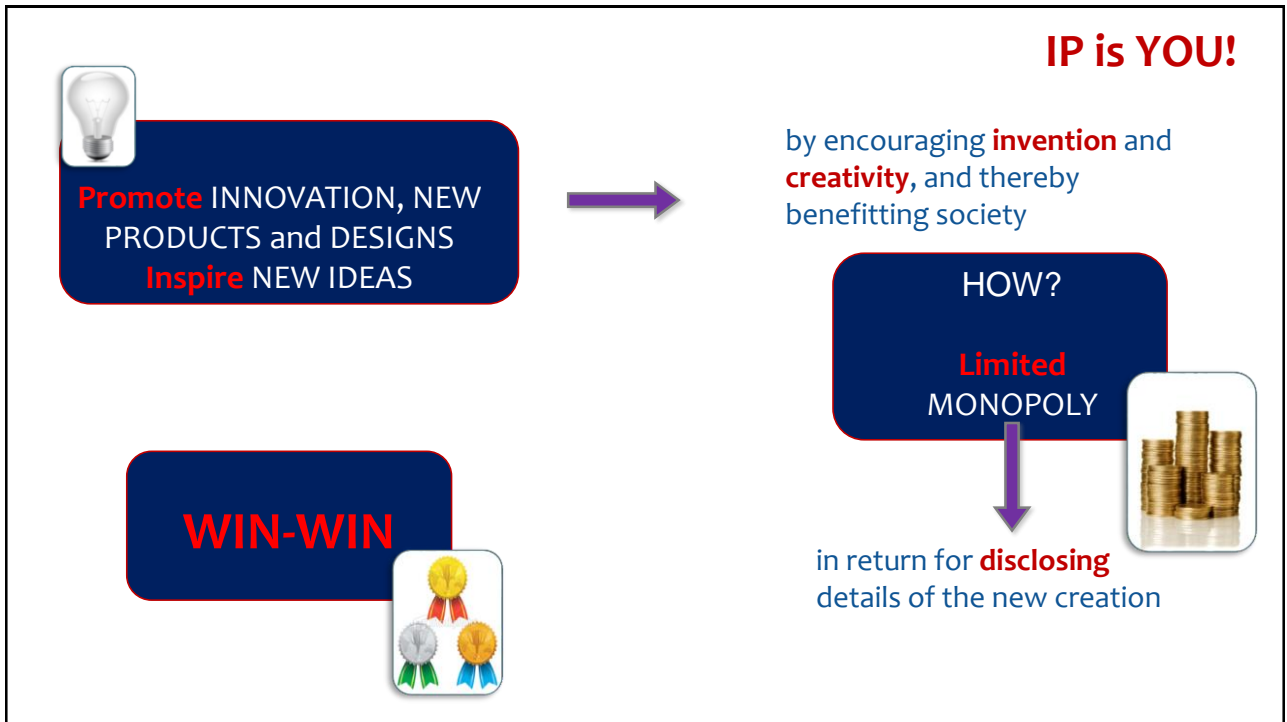 IP is YOU!
Promote INNOVATION, NEW
PRODUCTS and DESIGNS
Inspire NEW IDEAS
by encouraging invention and
creativity, and thereby
benefitting society
HOW?
Limited
MONOPOLY
in return for disclosing
details of the new creation
WIN-WIN